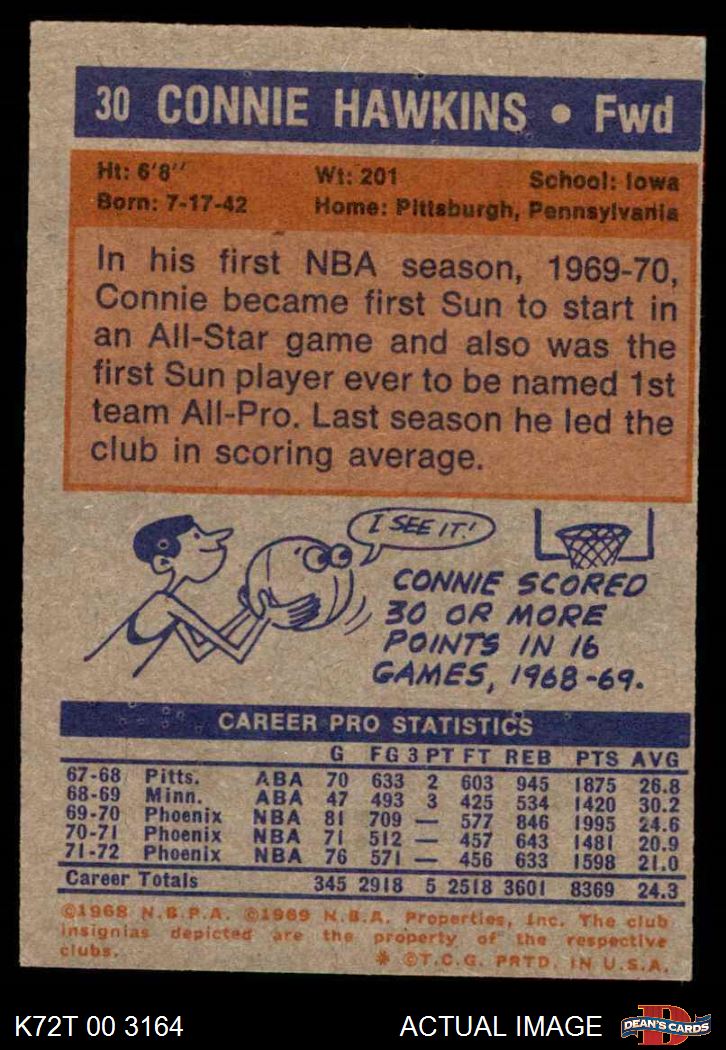 30 CONNIE HAWKINS • Fwd
Ht: 6'8" Wt: 201 School: Iowa
Born: 7-17-42 Home: Pittsburgh, Pennsylvania
In his first NBA season, 1969-70,
Connie became first Sun to start in
an All-Star game and also was the
first Sun player ever to be named 1st
team All-Pro. Last season he led the
club in scoring average.
I SEE IT!
CONNIE SCORED
30 OR MORE
POINTS IN 16
GAMES, 1968-69.
CAREER PRO STATISTICS
G FG 3 PT FT REB PTS AVG
67-68 Pitts. ABA 70 633 2 603 945 1875 26.8
68-69 Minn. ABA 47 493 3 425 534 1420 30.2
69-70 Phoenix NBA 81 709 — 577 846 1995 24.6
70-71 Phoenix NBA 71 512 — 457 643 1481 20.9
71-72 Phoenix NBA 76 571 — 456 633 1598 21.0
Career Totals 345 2918 5 2518 3601 8369 24.3
©1968 N.B.P.A. ©1969 N.B.A. Properties, Inc. The club
insignias depicted are the property of the respective
clubs. * ©T.C.G. PRTD. IN U.S.A.
K72T 00 3164 ACTUAL IMAGE D DEAN'S CARDS